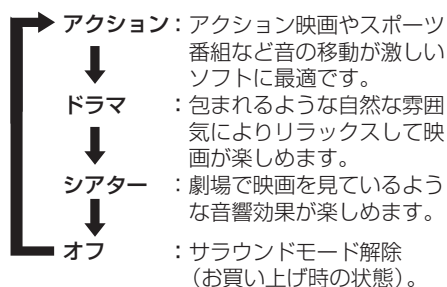 アクション：アクション映画やスポーツ
番組など音の移動が激しい
ソフトに最適です。
ドラマ：包まれるような自然な雰囲
気によりリラックスして映
画が楽しめます。
シアター：劇場で映画を見ているよう
な音響効果が楽しめます。
オフ：サラウンドモード解除
（お買い上げ時の状態）。